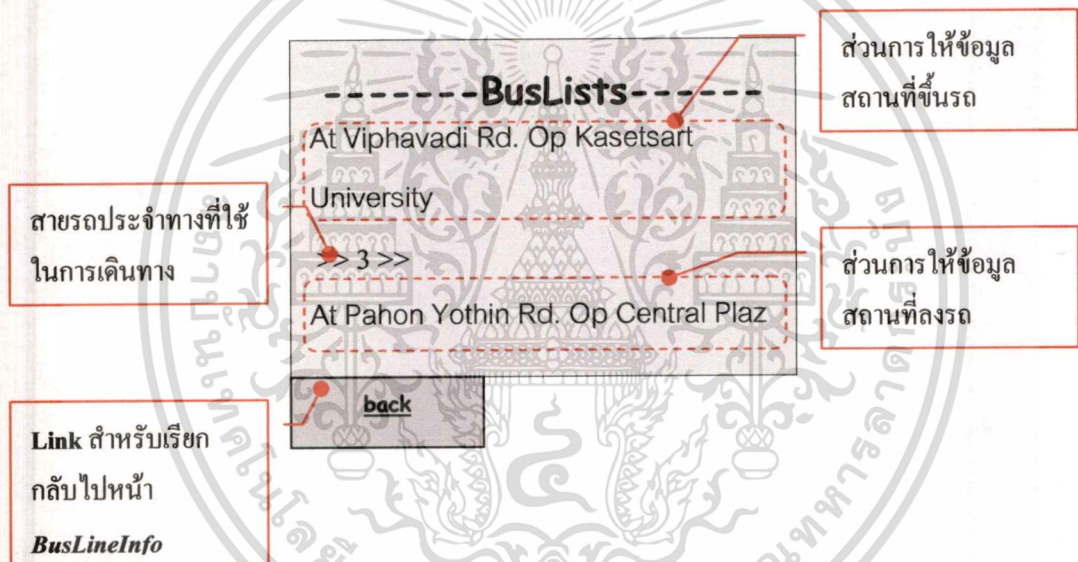 ส่วนการให้ข้อมูล
สถานที่ขึ้นรถ
-------BusLists------
At Viphavadi Rd. Op Kasetsart
University
สายรถประจำทางที่ใช้
ในการเดินทาง
>> 3 >>
ส่วนการให้ข้อมูล
สถานที่ลงรถ
At Pahon Yothin Rd. Op Central Plaz
back
Link สำหรับเรียก
กลับไปหน้า
BusLineInfo